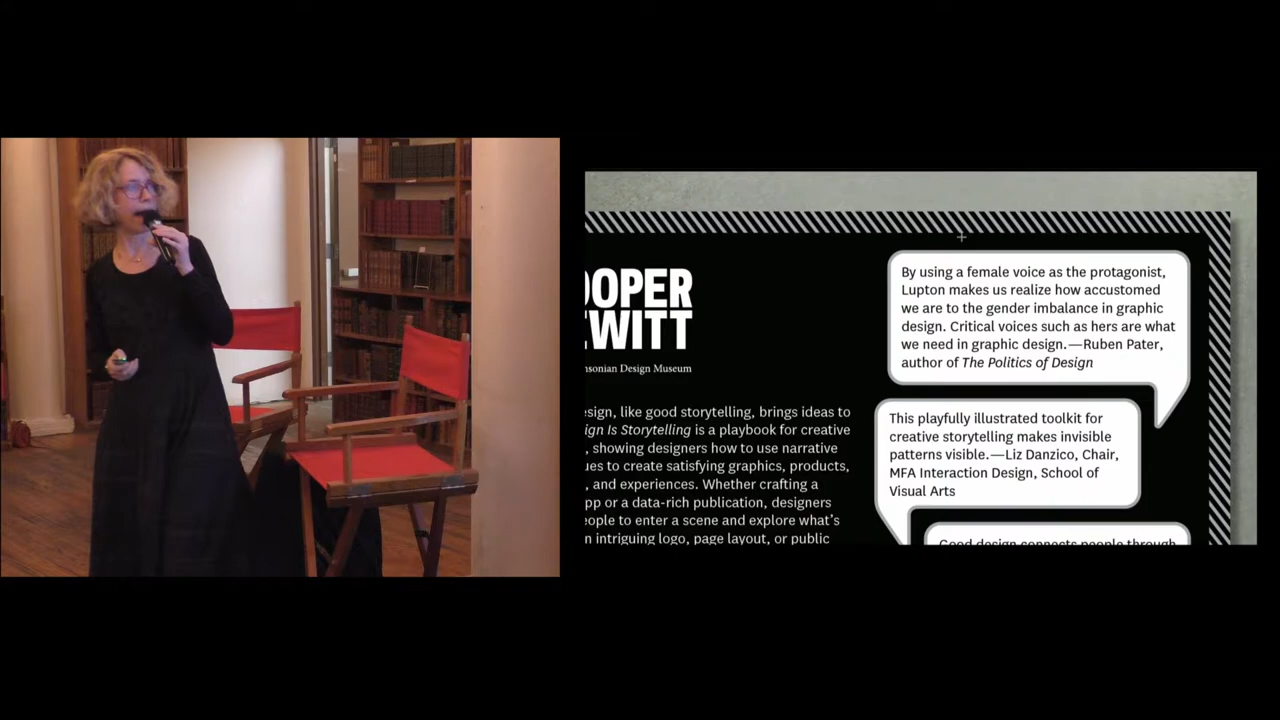 OOPER
EWITT
nsonian Design Museum
esign, like good storytelling, brings ideas to
ign Is Storytelling is a playbook for creative
, showing designers how to use narrative
ues to create satisfying graphics, products,
, and experiences. Whether crafting a
pp or a data-rich publication, designers
eople to enter a scene and explore what’s
n intriguing logo, page layout, or public
By using a female voice as the protagonist,
Lupton makes us realize how accustomed
we are to the gender imbalance in graphic
design. Critical voices such as hers are what
we need in graphic design.—Ruben Pater,
author of The Politics of Design
This playfully illustrated toolkit for
creative storytelling makes invisible
patterns visible.—Liz Danzico, Chair,
MFA Interaction Design, School of
Visual Arts
Good design connects people through